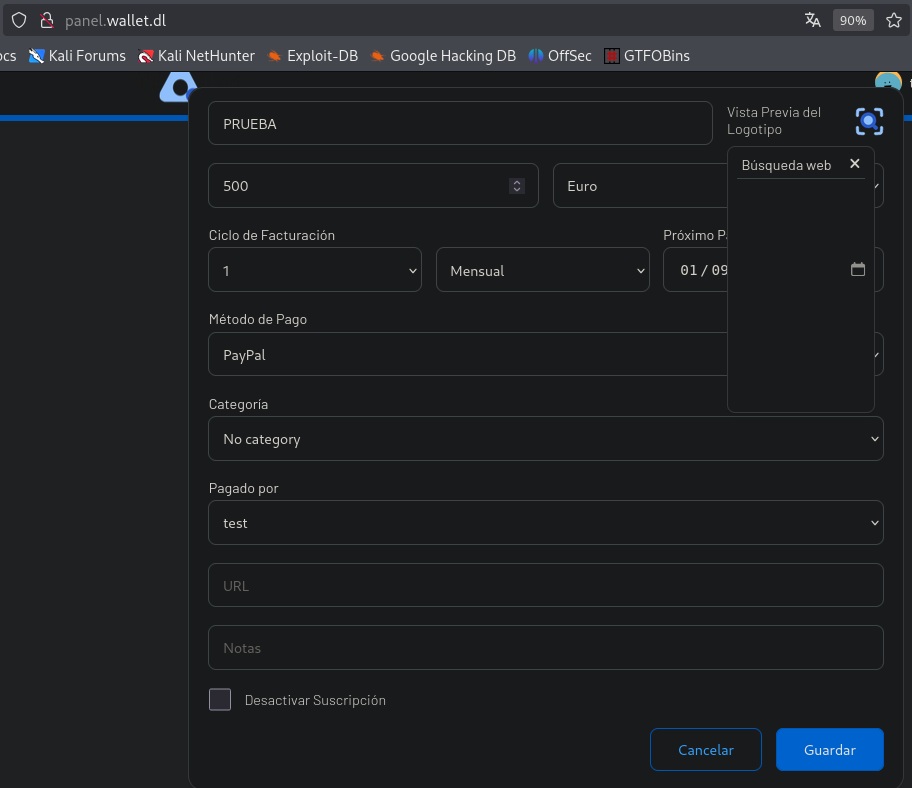 panel.wallet.dl
90%
ocs Kali Forums Kali NetHunter Exploit-DB Google Hacking DB OffSec GTFOBins
PRUEBA
Vista Previa del
Logotipo
Búsqueda web
500
Euro
Ciclo de Facturación
Próximo P
1
Mensual
01/09
Método de Pago
PayPal
Categoría
No category
Pagado por
test
URL
Notas
Desactivar Suscripción
Cancelar
Guardar